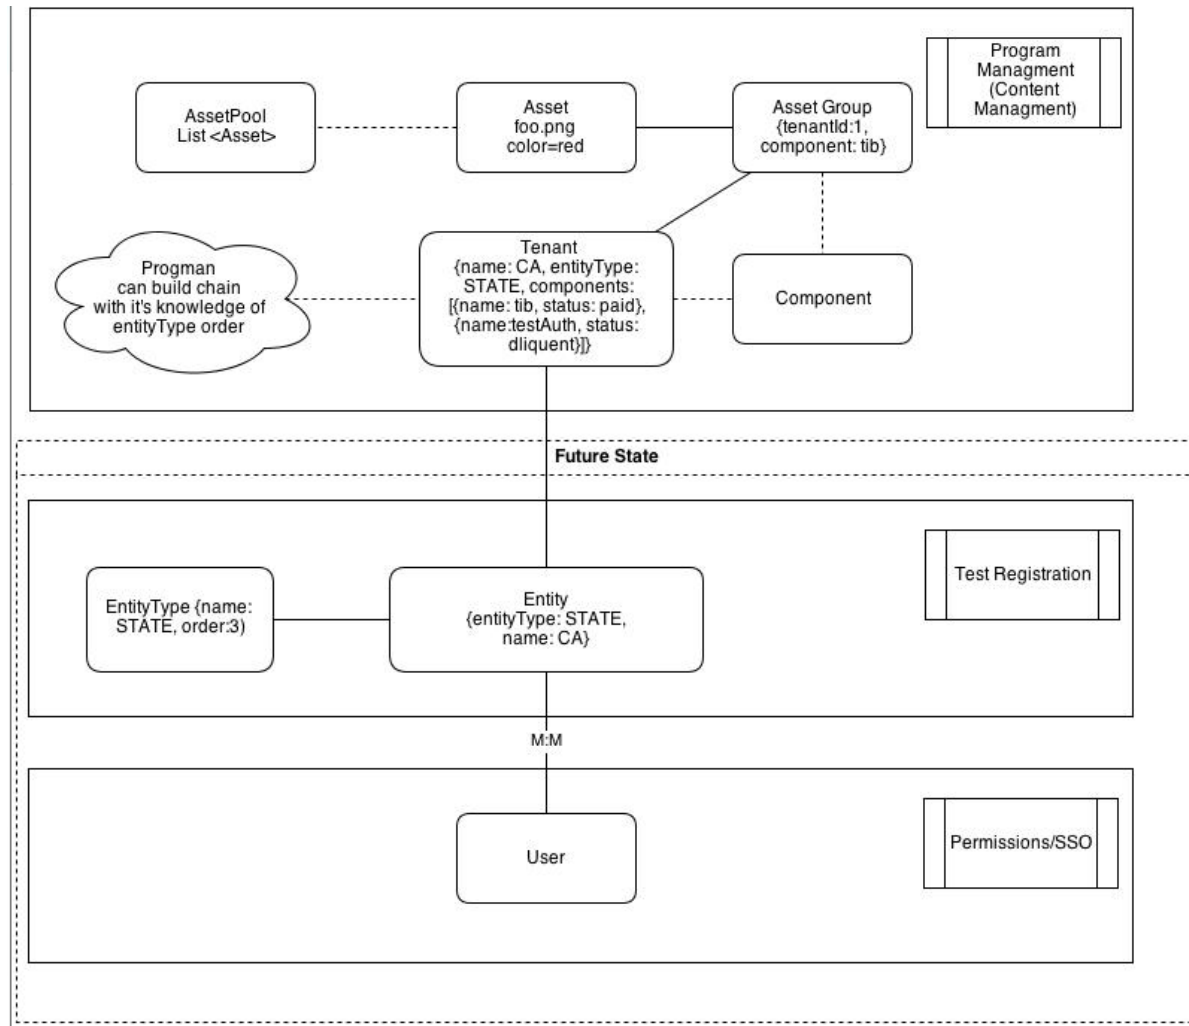 Program
Managment
(Content
Managment)
AssetPool
List <Asset>
Asset
foo.png
color=red
Asset Group
{tenantId:1,
component: tib}
Progman
can build chain
with it's knowledge of
entityType order
Tenant
{name: CA, entityType:
STATE, components:
[{name: tib, status: paid},
{name:testAuth, status:
dliquent}]}
Component
Future State
Test Registration
EntityType {name:
STATE, order:3)
Entity
{entityType: STATE,
name: CA}
M:M
Permissions/SSO
User